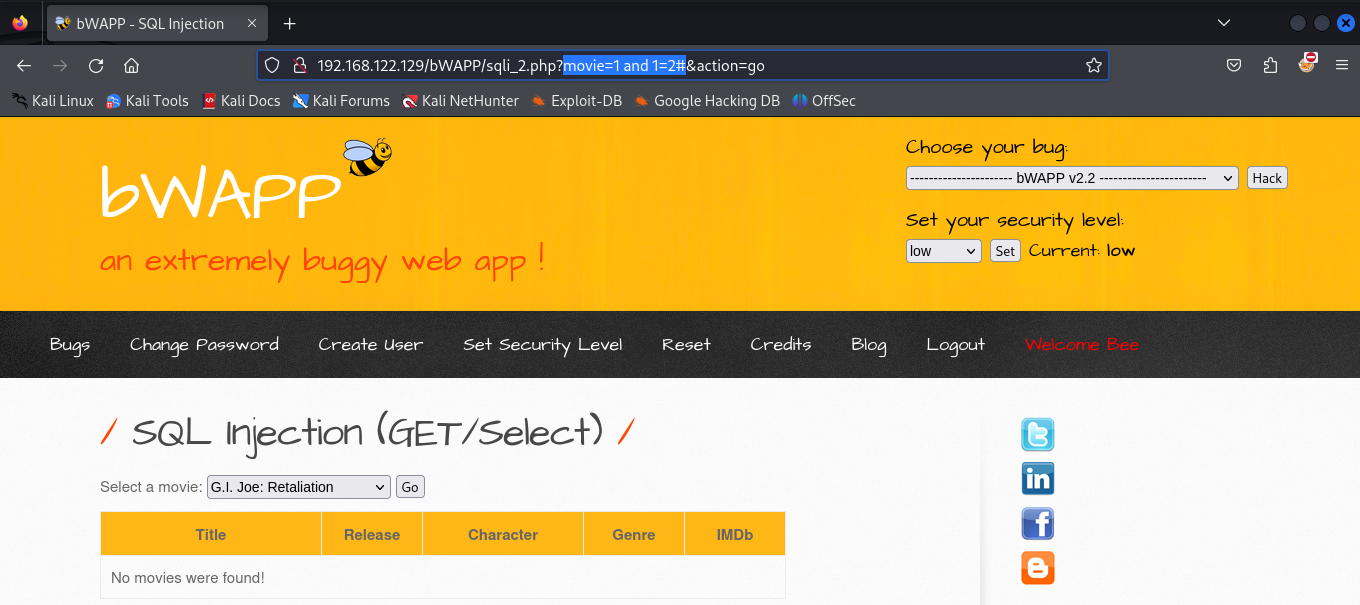 bWAPP - SQL Injection
192.168.122.129/bWAPP/sqli_2.php?movie=1 and 1=2#&action=go
Kali Linux Kali Tools Kali Docs Kali Forums Kali NetHunter Exploit-DB Google Hacking DB OffSec
bWAPP
an extremely buggy web app !
Choose your bug:
---------------------- bWAPP v2.2 ----------------------- Hack
Set your security level:
low Set Current: low
Bugs Change Password Create User Set Security Level Reset Credits Blog Logout Welcome Bee
/ SQL Injection (GET/Select) /
Select a movie: G.I. Joe: Retaliation Go
Title Release Character Genre IMDb
No movies were found!